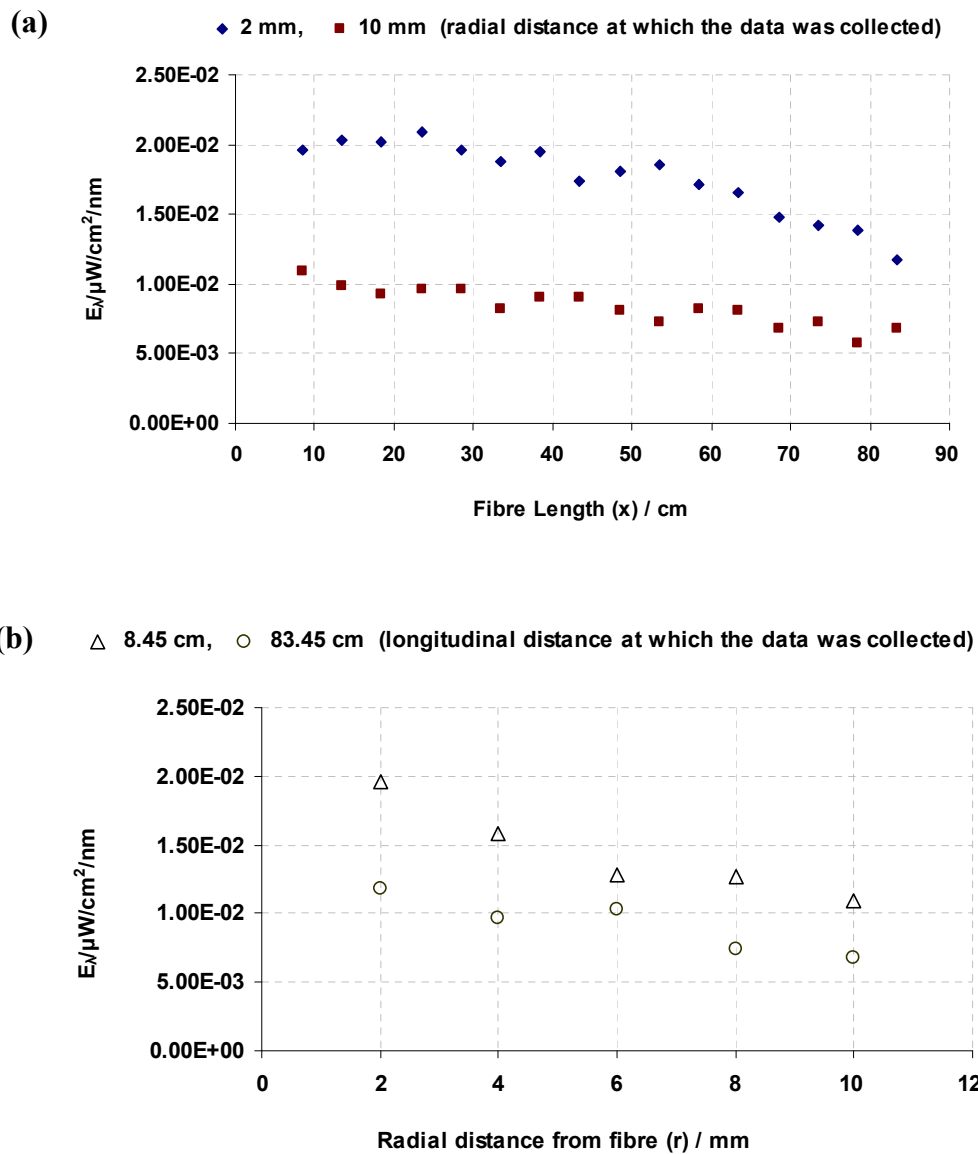 (a)
2 mm, 10 mm (radial distance at which the data was collected)
2.50E-02
2.00E-02
1.50E-02
1.00E-02
5.00E-03
0.00E+00
Eλ/µW/cm²/nm
0 10 20 30 40 50 60 70 80 90
Fibre Length (x) / cm
(b)
8.45 cm, 83.45 cm (longitudinal distance at which the data was collected)
2.50E-02
2.00E-02
1.50E-02
1.00E-02
5.00E-03
0.00E+00
Eλ/µW/cm²/nm
0 2 4 6 8 10 12
Radial distance from fibre (r) / mm